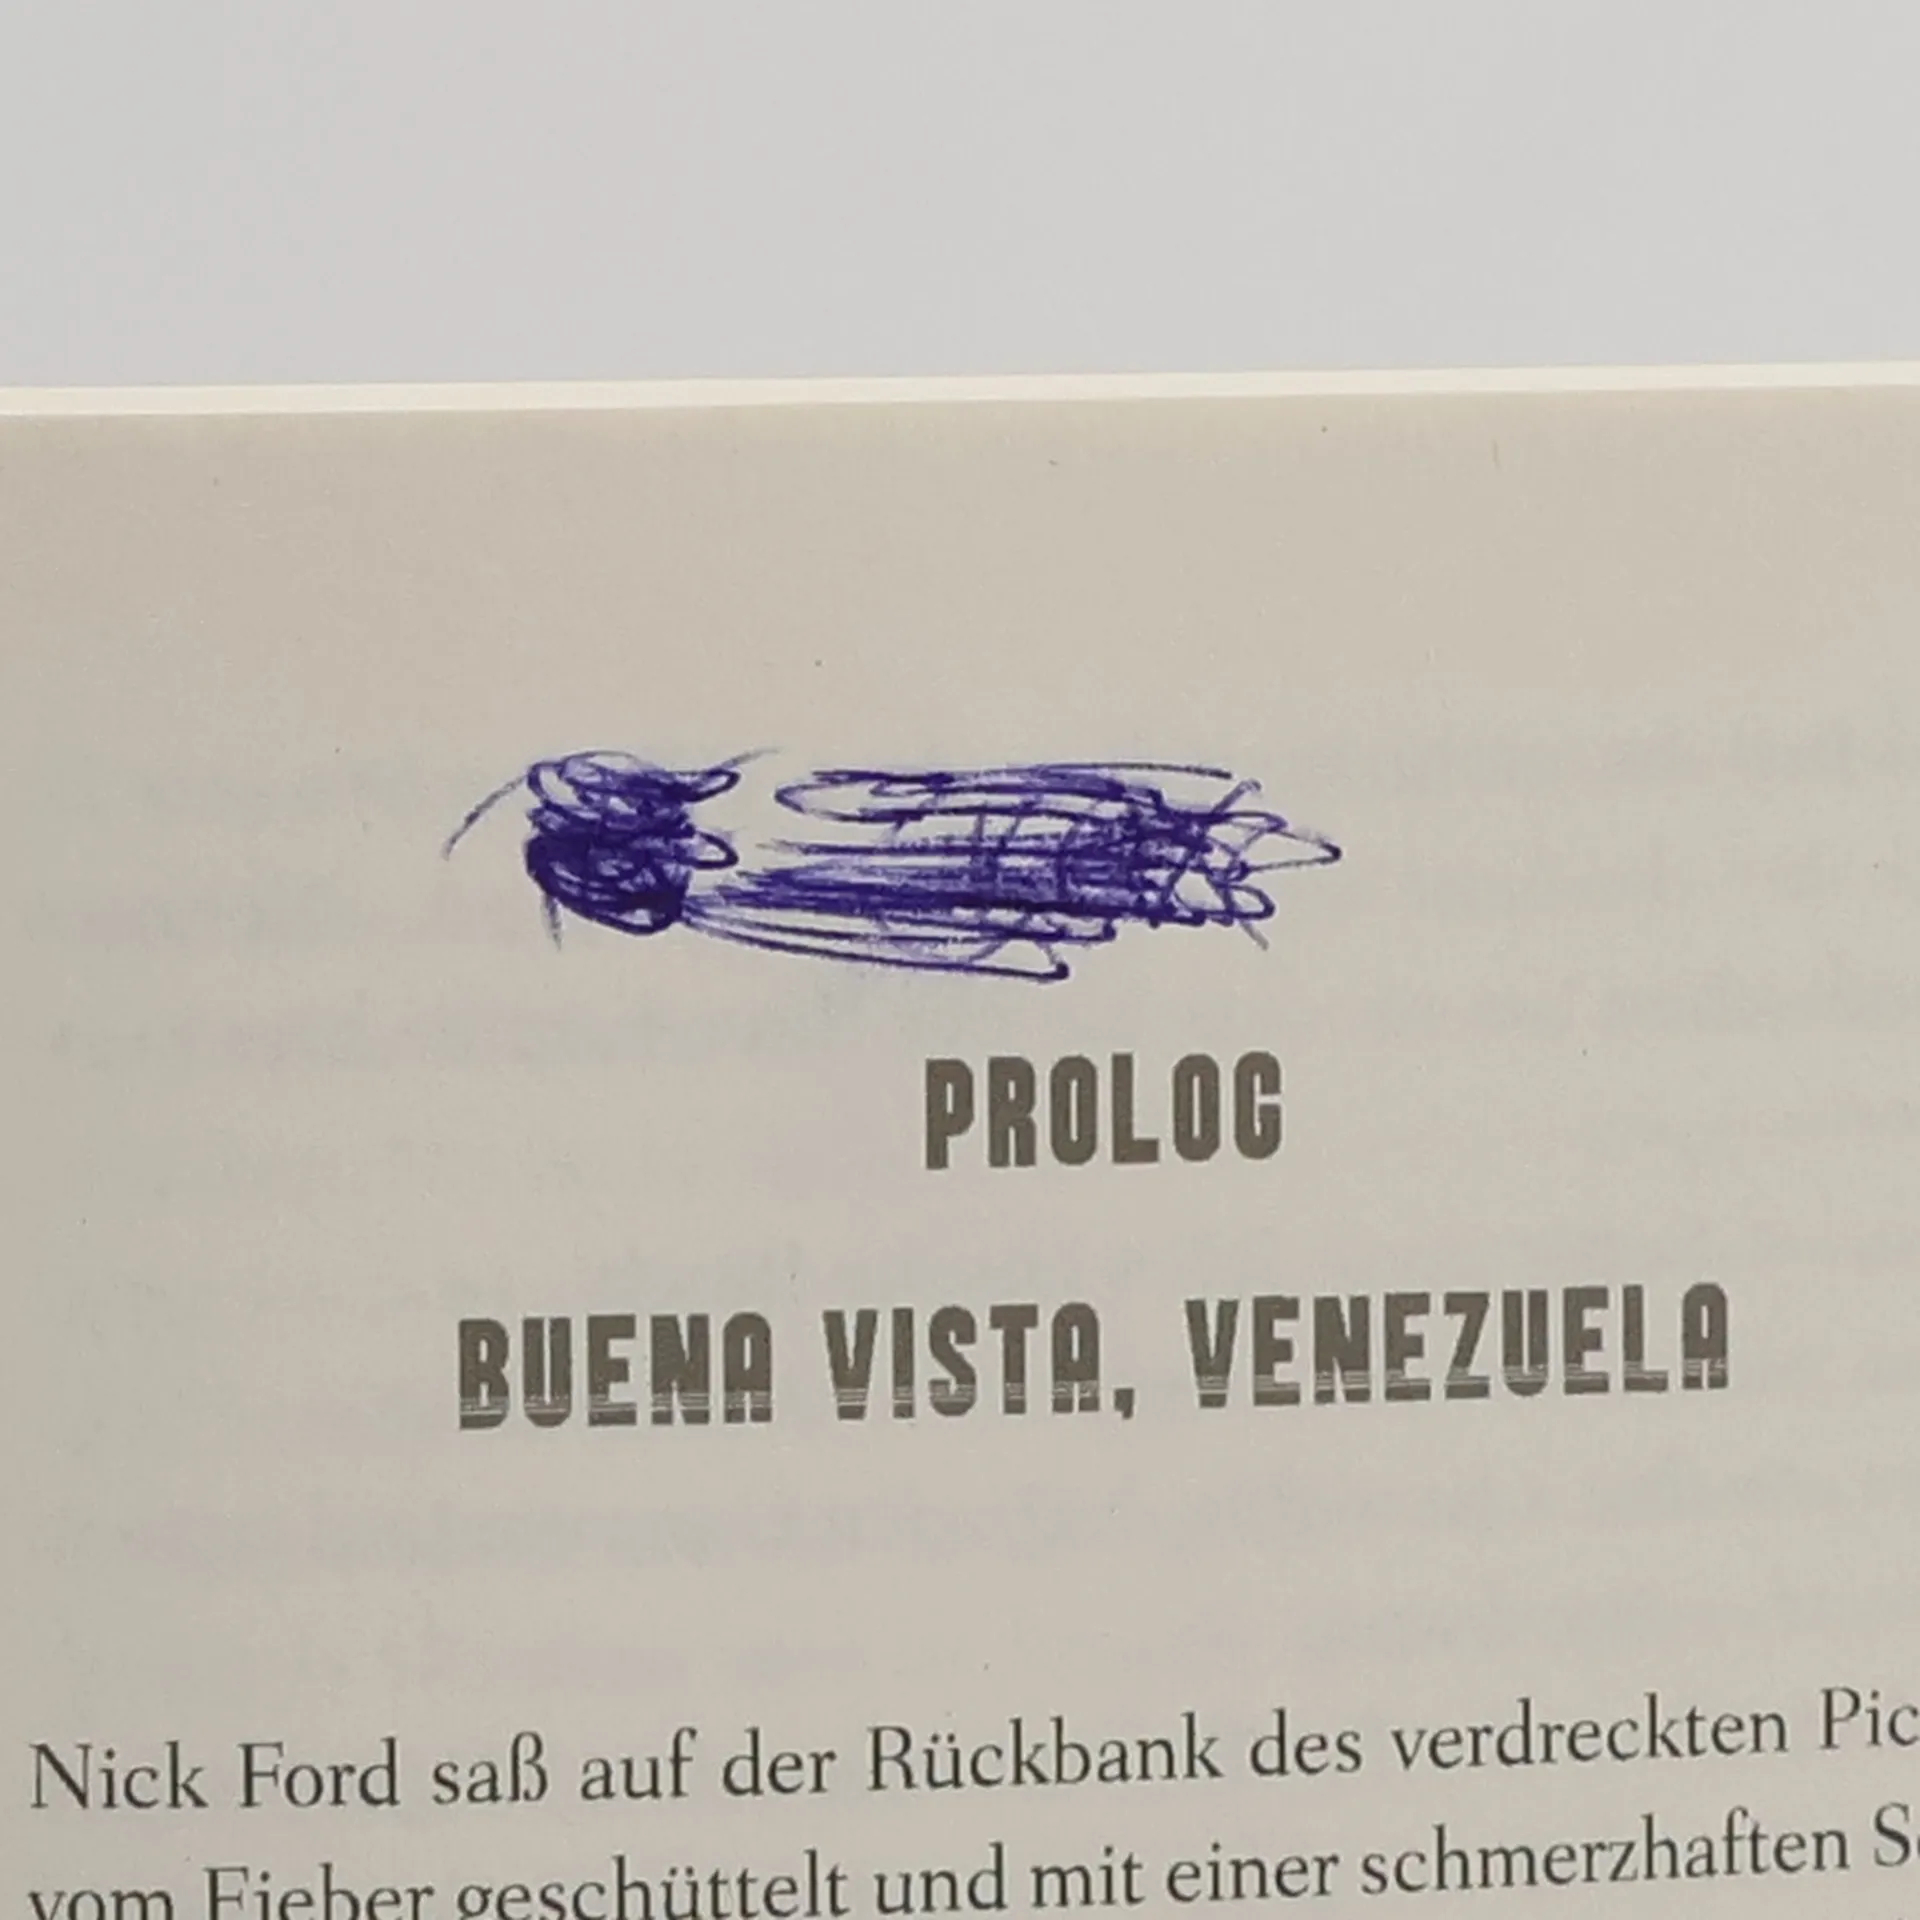 PROLOG
BUENA VISTA, VENEZUELA
Nick Ford saß auf der Rückbank des verdreckten Pic
vom Fieber geschüttelt und mit einer schmerzhaften